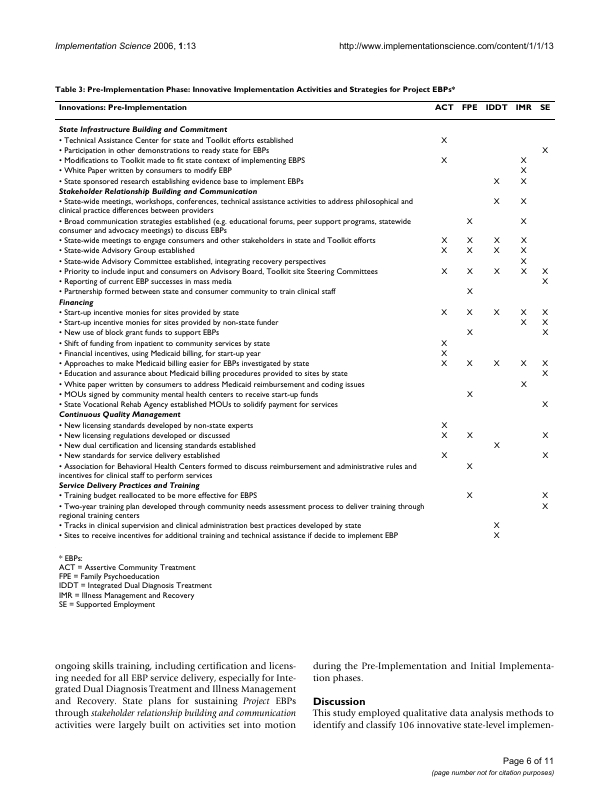 Implementation Science 2006, 1:13 http://www.implementationscience.com/content/1/1/13
Table 3: Pre-Implementation Phase: Innovative Implementation Activities and Strategies for Project EBPs*
Innovations: Pre-Implementation ACT FPE IDDT IMR SE
State Infrastructure Building and Commitment
• Technical Assistance Center for state and Toolkit efforts established X
• Participation in other demonstrations to ready state for EBPs X
• Modifications to Toolkit made to fit state context of implementing EBPS X X
• White Paper written by consumers to modify EBP X
• State sponsored research establishing evidence base to implement EBPs X X
Stakeholder Relationship Building and Communication
• State-wide meetings, workshops, conferences, technical assistance activities to address philosophical and X X
clinical practice differences between providers
• Broad communication strategies established (e.g. educational forums, peer support programs, statewide X X
consumer and advocacy meetings) to discuss EBPs
• State-wide meetings to engage consumers and other stakeholders in state and Toolkit efforts X X X X
• State-wide Advisory Group established X X X X
• State-wide Advisory Committee established, integrating recovery perspectives X
• Priority to include input and consumers on Advisory Board, Toolkit site Steering Committees X X X X X
• Reporting of current EBP successes in mass media X
• Partnership formed between state and consumer community to train clinical staff X
Financing
• Start-up incentive monies for sites provided by state X X X X X
• Start-up incentive monies for sites provided by non-state funder X X
• New use of block grant funds to support EBPs X X
• Shift of funding from inpatient to community services by state X
• Financial incentives, using Medicaid billing, for start-up year X
• Approaches to make Medicaid billing easier for EBPs investigated by state X X X X X
• Education and assurance about Medicaid billing procedures provided to sites by state X
• White paper written by consumers to address Medicaid reimbursement and coding issues X
• MOUs signed by community mental health centers to receive start-up funds X
• State Vocational Rehab Agency established MOUs to solidify payment for services X
Continuous Quality Management
• New licensing standards developed by non-state experts X
• New licensing regulations developed or discussed X X X
• New dual certification and licensing standards established X
• New standards for service delivery established X X
• Association for Behavioral Health Centers formed to discuss reimbursement and administrative rules and X
incentives for clinical staff to perform services
Service Delivery Practices and Training
• Training budget reallocated to be more effective for EBPS X X
• Two-year training plan developed through community needs assessment process to deliver training through X
regional training centers
• Tracks in clinical supervision and clinical administration best practices developed by state X
• Sites to receive incentives for additional training and technical assistance if decide to implement EBP X
* EBPs:
ACT = Assertive Community Treatment
FPE = Family Psychoeducation
IDDT = Integrated Dual Diagnosis Treatment
IMR = Illness Management and Recovery
SE = Supported Employment
ongoing skills training, including certification and licens-
ing needed for all EBP service delivery, especially for Inte-
grated Dual Diagnosis Treatment and Illness Management
and Recovery. State plans for sustaining Project EBPs
through stakeholder relationship building and communication
activities were largely built on activities set into motion
during the Pre-Implementation and Initial Implementa-
tion phases.
Discussion
This study employed qualitative data analysis methods to
identify and classify 106 innovative state-level implemen-
Page 6 of 11
(page number not for citation purposes)